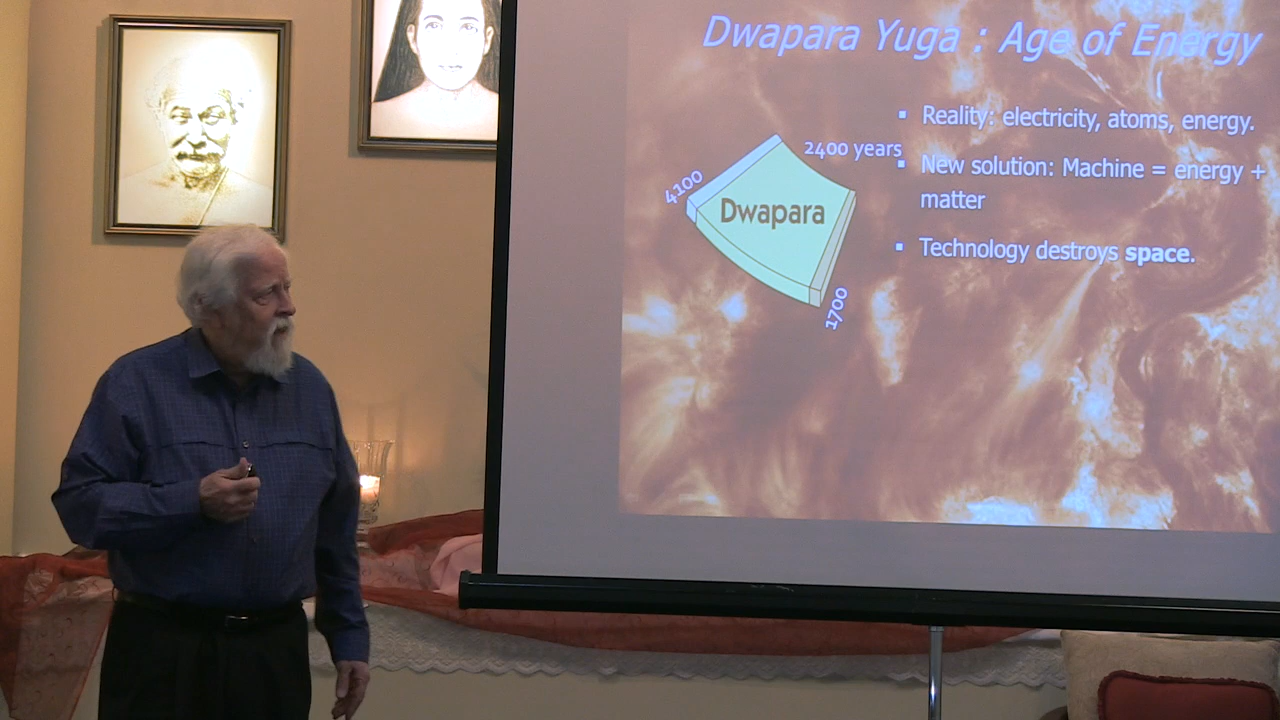 Dwapara Yuga : Age of Energy
▪ Reality: electricity, atoms, energy.
2400 years
▪ New solution: Machine = energy +
matter
4100
Dwapara
▪ Technology destroys space.
1700